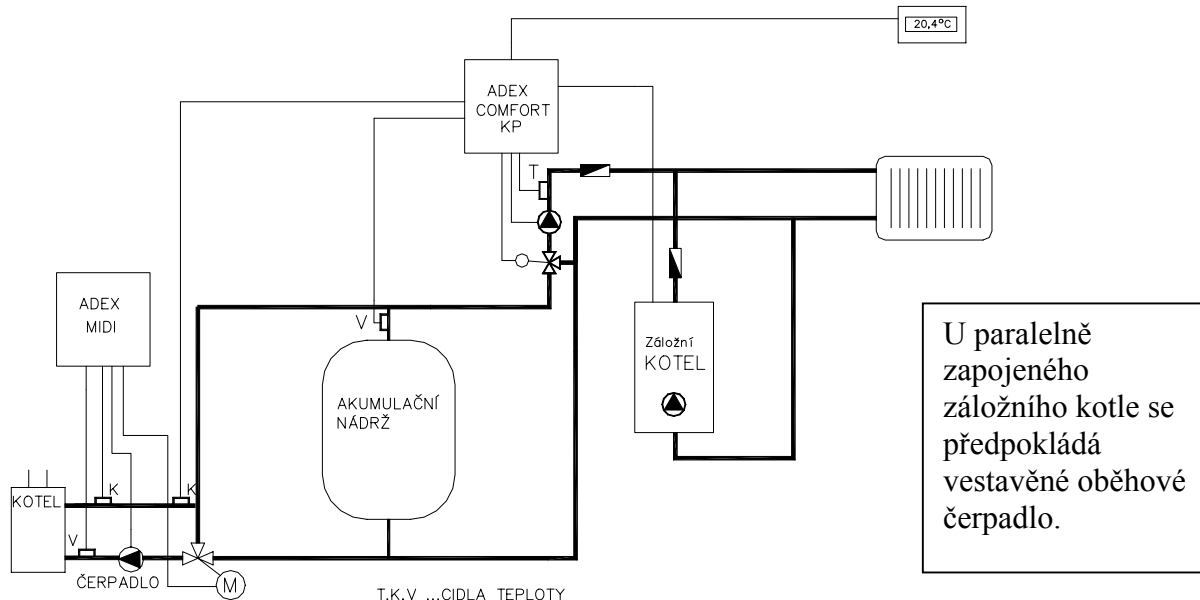 20,4°C
ADEX
COMFORT
KP
T
ADEX
MIDI
V
Záložní
KOTEL
AKUMULAČNÍ
NÁDRŽ
KOTEL
K
K
V
ČERPADLO
M
T.K.V ...CIDLA TEPLOTY
U paralelně
zapojeného
záložního kotle se
předpokládá
vestavěné oběhové
čerpadlo.